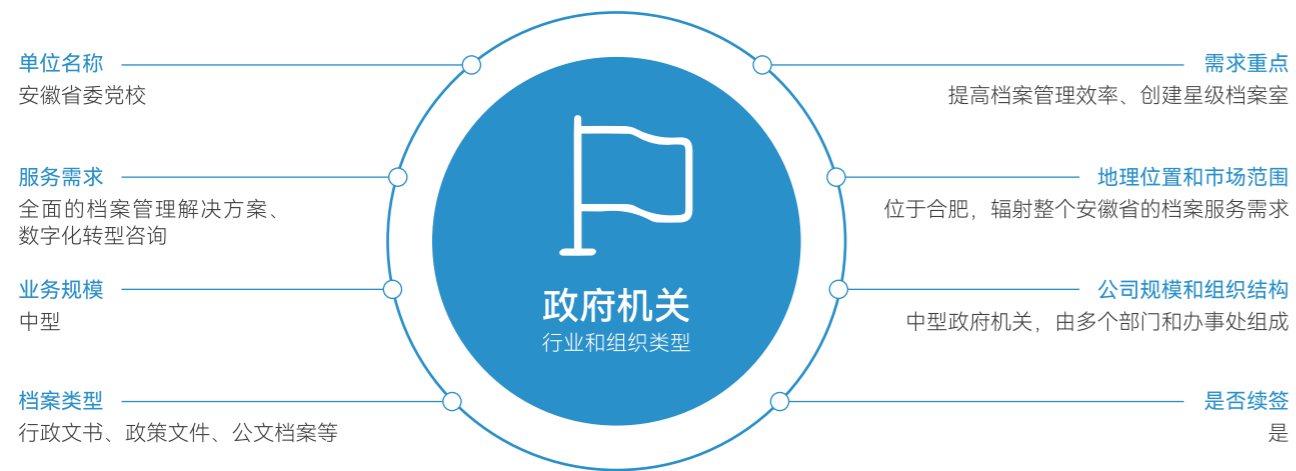 单位名称
安徽省委党校
服务需求
全面的档案管理解决方案、
数字化转型咨询
业务规模
中型
档案类型
行政文书、政策文件、公文档案等
政府机关
行业和组织类型
需求重点
提高档案管理效率、创建星级档案室
地理位置和市场范围
位于合肥，辐射整个安徽省的档案服务需求
公司规模和组织结构
中型政府机关，由多个部门和办事处组成
是否续签
是